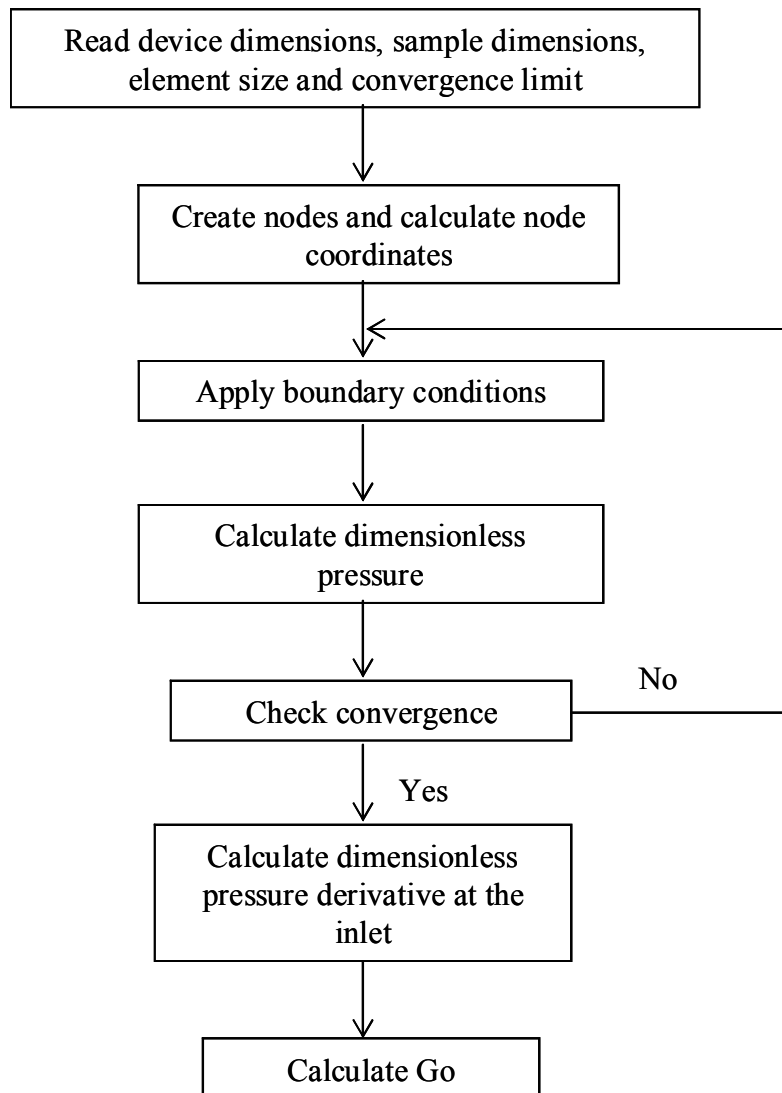 Read device dimensions, sample dimensions,
element size and convergence limit
Create nodes and calculate node
coordinates
Apply boundary conditions
Calculate dimensionless
pressure
Check convergence
No
Yes
Calculate dimensionless
pressure derivative at the
inlet
Calculate Go